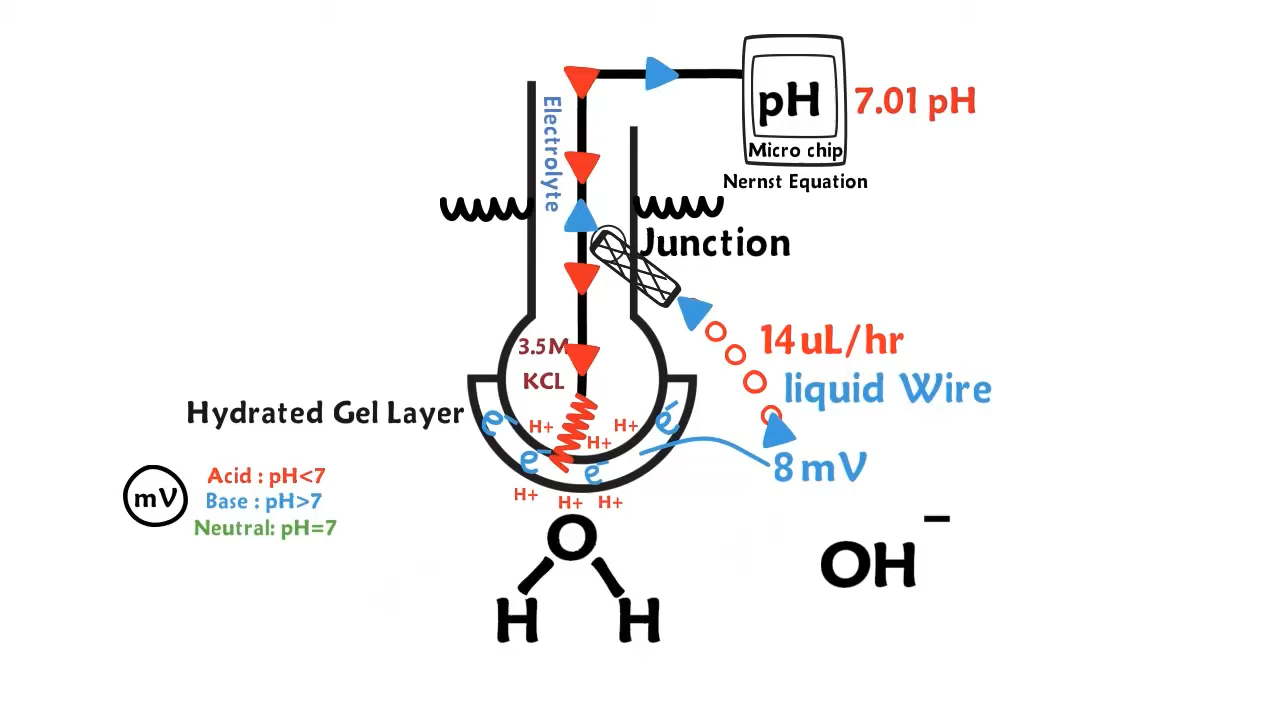 Electrolyte
pH
Micro chip
7.01 pH
Nernst Equation
Junction
3.5M
KCL
14uL/hr
liquid Wire
8mV
Hydrated Gel Layer
e-
e-
e-
e-
H+
H+
H+
H+
H+
H+
mV
Acid : pH<7
Base : pH>7
Neutral: pH=7
O
H
H
OH-